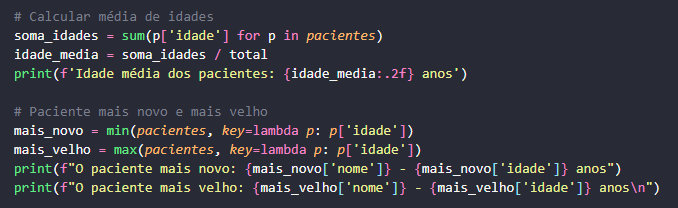 # Calcular média de idades
soma_idades = sum(p['idade'] for p in pacientes)
idade_media = soma_idades / total
print(f'Idade média dos pacientes: {idade_media:.2f} anos')

# Paciente mais novo e mais velho
mais_novo = min(pacientes, key=lambda p: p['idade'])
mais_velho = max(pacientes, key=lambda p: p['idade'])
print(f"O paciente mais novo: {mais_novo['nome']} - {mais_novo['idade']} anos")
print(f"O paciente mais velho: {mais_velho['nome']} - {mais_velho['idade']} anos\n")